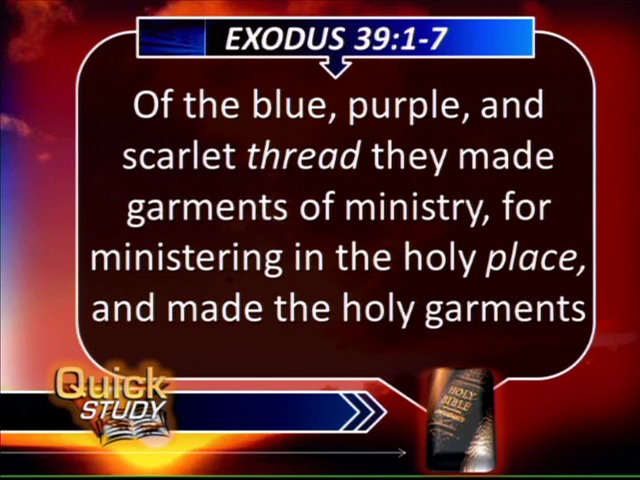 EXODUS 39:1-7
Of the blue, purple, and
scarlet thread they made
garments of ministry, for
ministering in the holy place,
and made the holy garments
Quick
STUDY
HOLY
BIBLE